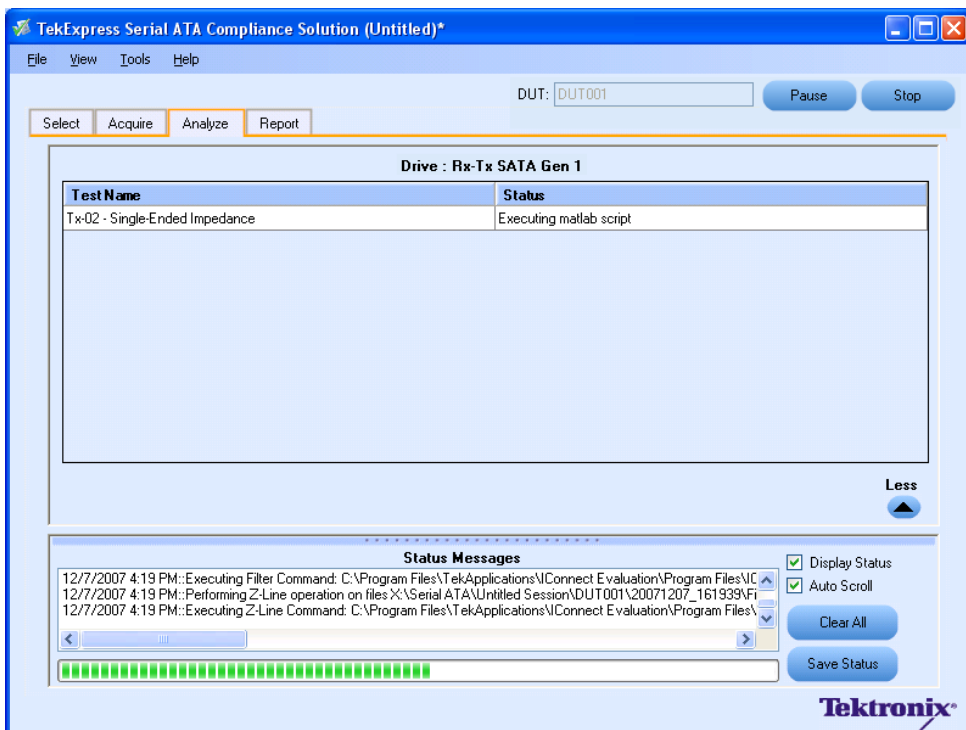 TekExpress Serial ATA Compliance Solution (Untitled)*
File View Tools Help
DUT: DUT001 Pause Stop
Select Acquire Analyze Report
Drive : Rx-Tx SATA Gen 1
Test Name Status
Tx-02 - Single-Ended Impedance Executing matlab script
Less
Status Messages
12/7/2007 4:19 PM::Executing Filter Command: C:\Program Files\TekApplications\IConnect Evaluation\Program Files\IC
12/7/2007 4:19 PM::Performing Z-Line operation on files X:\Serial ATA\Untitled Session\DUT001\20071207_161939\Fi
12/7/2007 4:19 PM::Executing Z-Line Command: C:\Program Files\TekApplications\IConnect Evaluation\Program Files\
Display Status
Auto Scroll
Clear All
Save Status
Tektronix